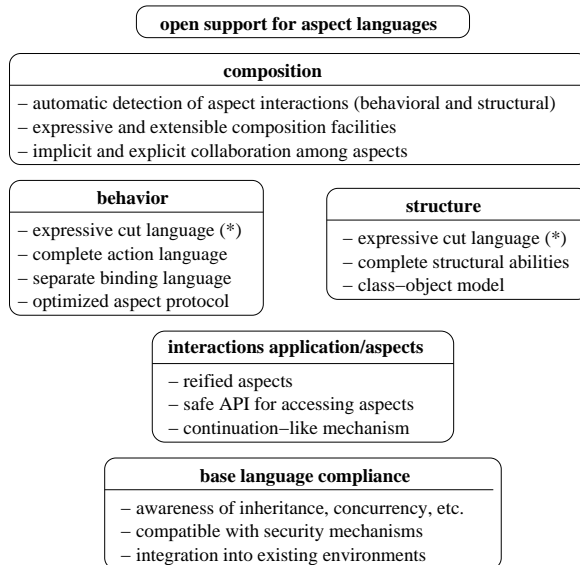 open support for aspect languages
composition
– automatic detection of aspect interactions (behavioral and structural)
– expressive and extensible composition facilities
– implicit and explicit collaboration among aspects
behavior
– expressive cut language (*)
– complete action language
– separate binding language
– optimized aspect protocol
structure
– expressive cut language (*)
– complete structural abilities
– class–object model
interactions application/aspects
– reified aspects
– safe API for accessing aspects
– continuation–like mechanism
base language compliance
– awareness of inheritance, concurrency, etc.
– compatible with security mechanisms
– integration into existing environments